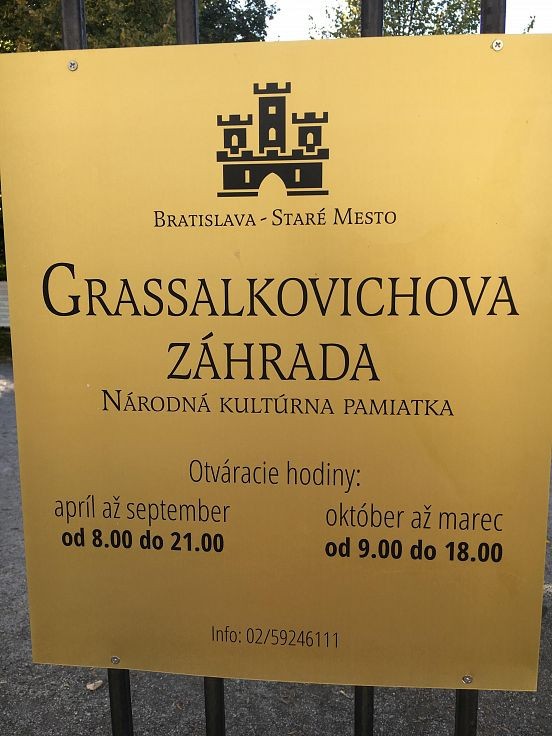 Bratislava - Staré Mesto
Grassalkovichova
záhrada
Národná kultúrna pamiatka
Otváracie hodiny:
apríl až september
od 8.00 do 21.00
október až marec
od 9.00 do 18.00
Info: 02/59246111